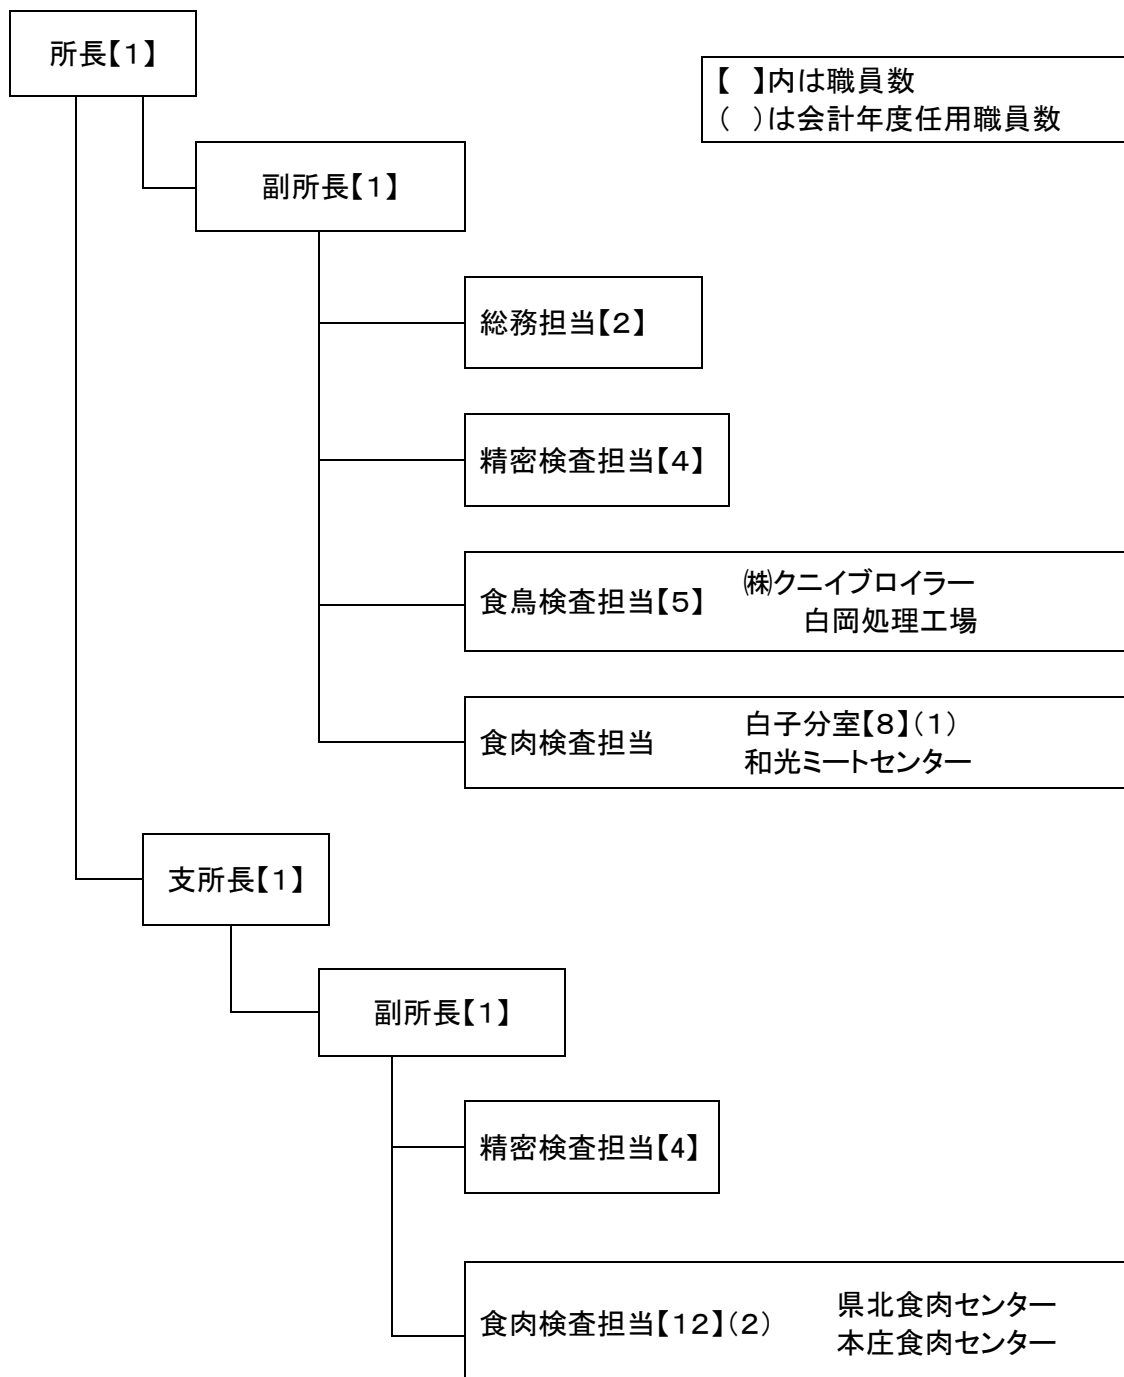 所長【１】
【　】内は職員数
（　）は会計年度任用職員数
副所長【１】
総務担当【２】
精密検査担当【４】
食鳥検査担当【５】
㈱クニイブロイラー
白岡処理工場
食肉検査担当
白子分室【８】（１）
和光ミートセンター
支所長【１】
副所長【１】
精密検査担当【4】
食肉検査担当【１２】（２）
県北食肉センター
本庄食肉センター